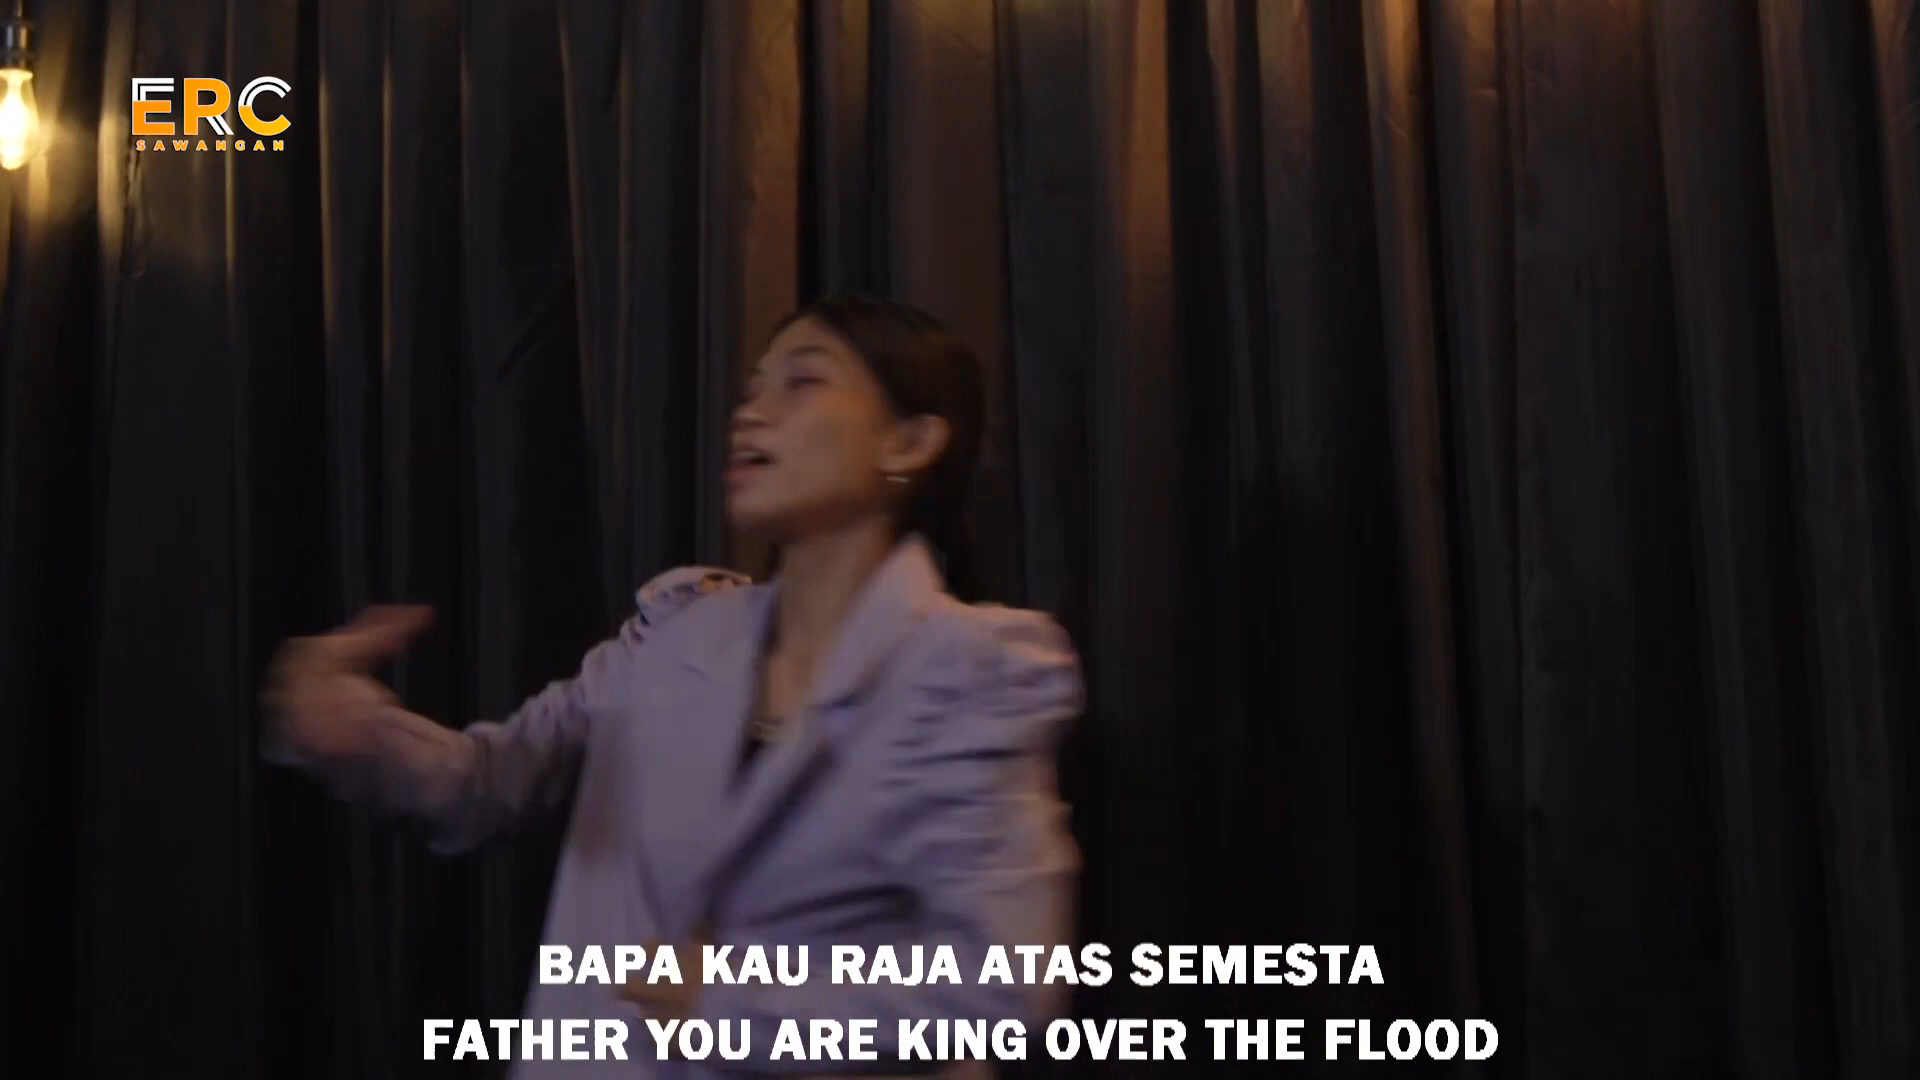 ERC
SAWANGAN
BAPA KAU RAJA ATAS SEMESTA
FATHER YOU ARE KING OVER THE FLOOD